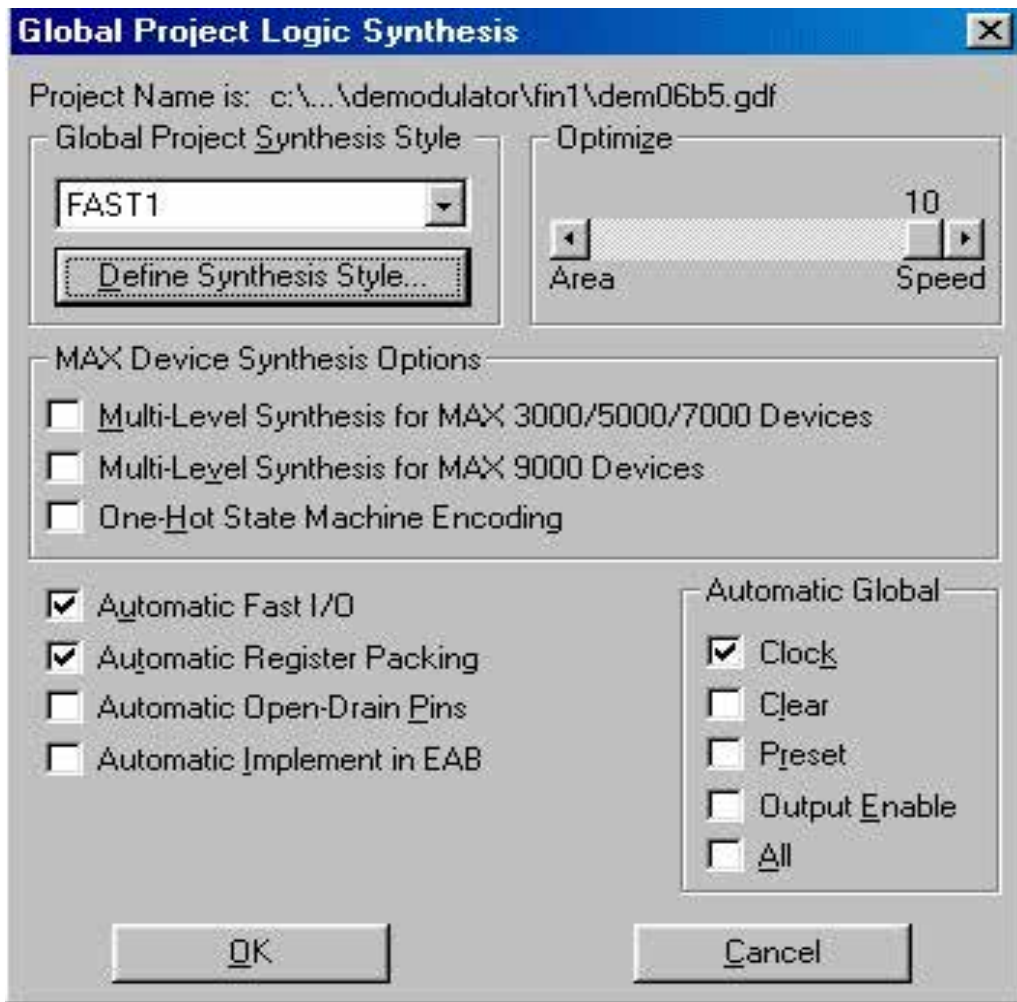 Global Project Logic Synthesis
Project Name is: c:\...\demodulator\fin1\dem06b5.gdf
Global Project Synthesis Style
FAST1
Define Synthesis Style...
Optimize
10
Area
Speed
MAX Device Synthesis Options
Multi-Level Synthesis for MAX 3000/5000/7000 Devices
Multi-Level Synthesis for MAX 9000 Devices
One-Hot State Machine Encoding
Automatic Fast I/O
Automatic Register Packing
Automatic Open-Drain Pins
Automatic Implement in EAB
Automatic Global
Clock
Clear
Preset
Output Enable
All
OK
Cancel